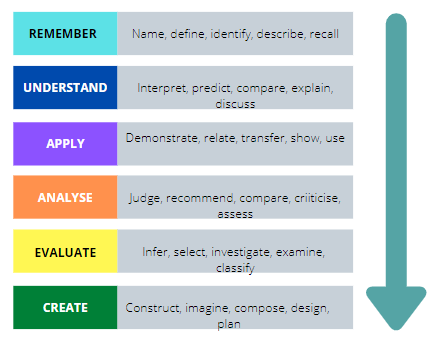 REMEMBER
Name, define, identify, describe, recall
UNDERSTAND
Interpret, predict, compare, explain,
discuss
APPLY
Demonstrate, relate, transfer, show, use
ANALYSE
Judge, recommend, compare, criiticise,
assess
EVALUATE
Infer, select, investigate, examine,
classify
CREATE
Construct, imagine, compose, design,
plan